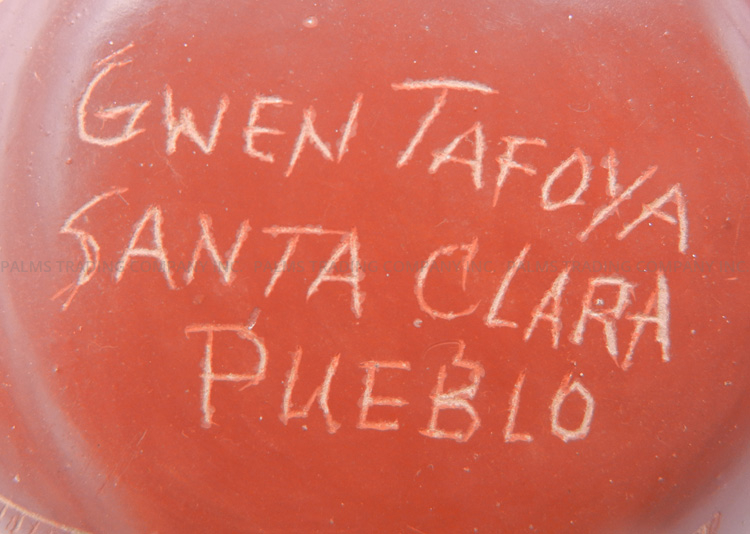 GWEN TAFOYA
SANTA CLARA
PUEBLO